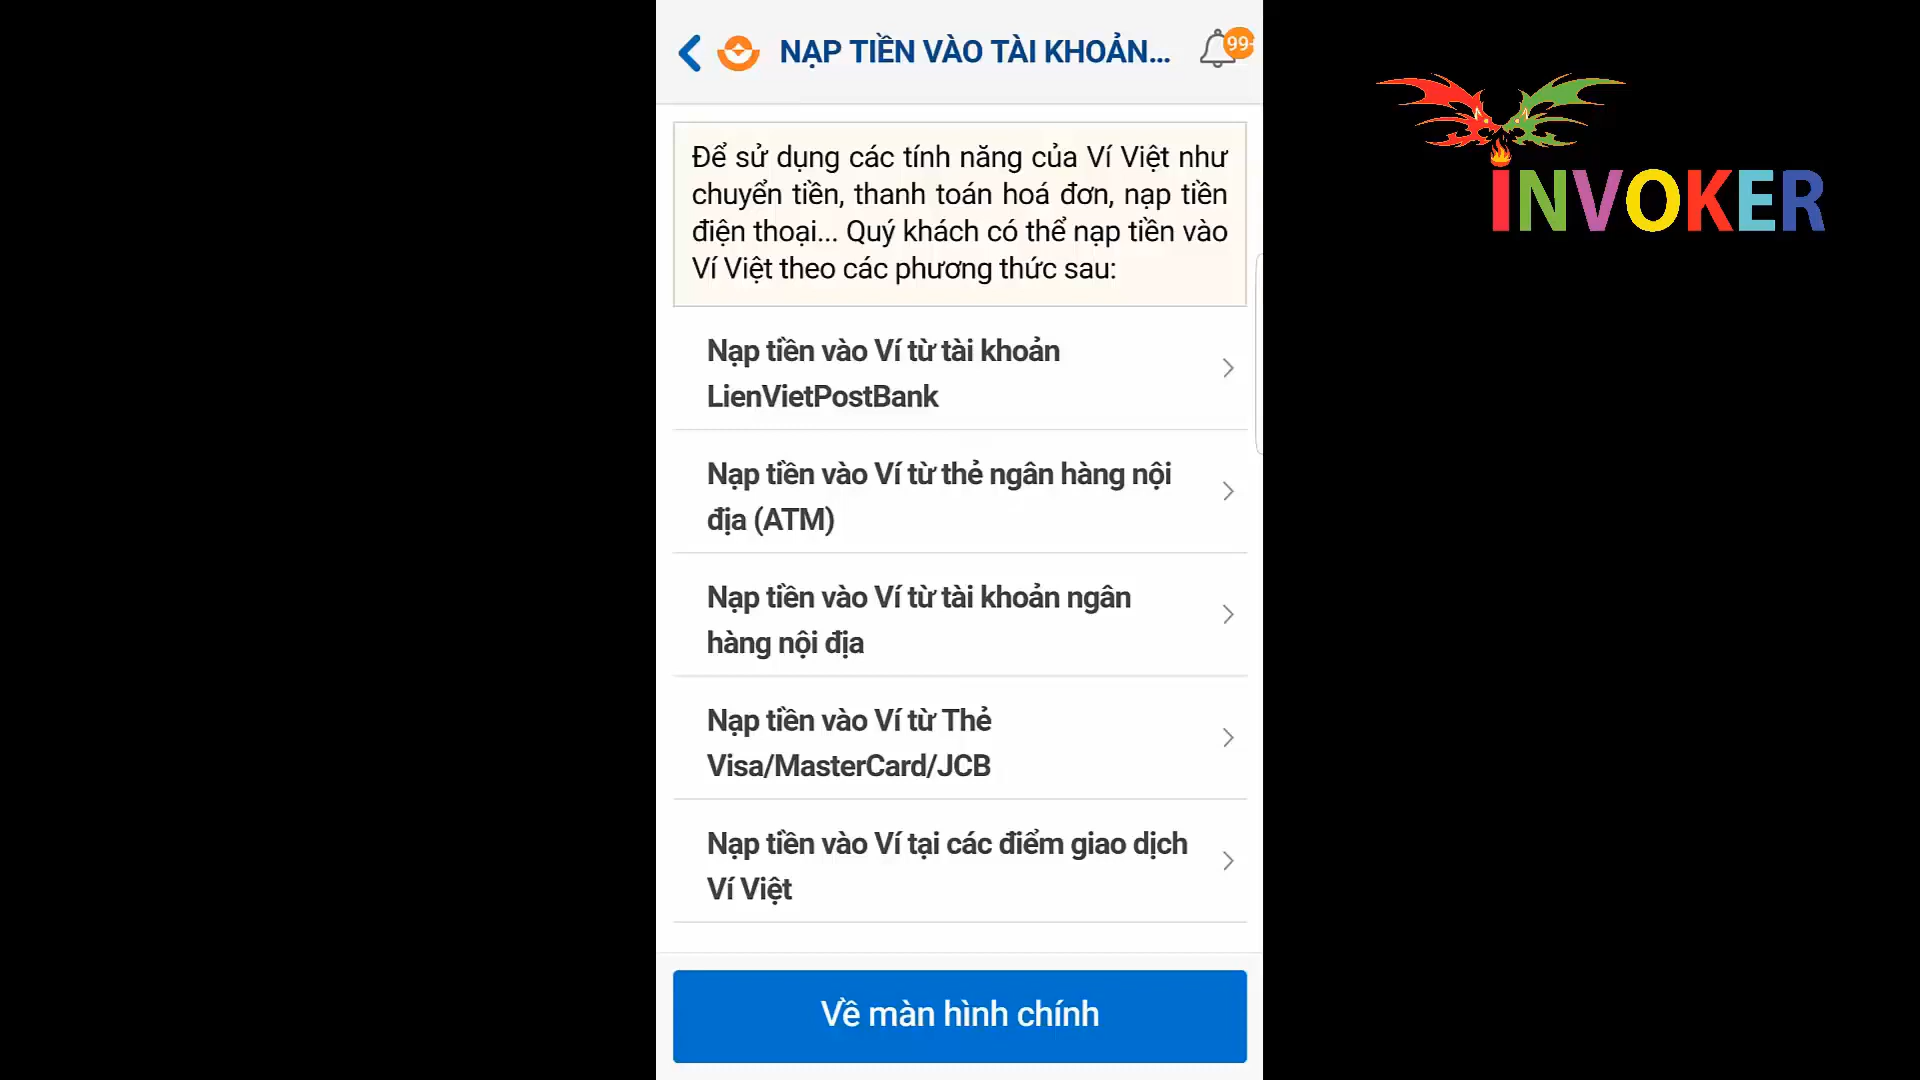 NẠP TIỀN VÀO TÀI KHOẢN...
99+
INVOKER
Để sử dụng các tính năng của Ví Việt như
chuyển tiền, thanh toán hoá đơn, nạp tiền
điện thoại... Quý khách có thể nạp tiền vào
Ví Việt theo các phương thức sau:
Nạp tiền vào Ví từ tài khoản
LienVietPostBank
Nạp tiền vào Ví từ thẻ ngân hàng nội
địa (ATM)
Nạp tiền vào Ví từ tài khoản ngân
hàng nội địa
Nạp tiền vào Ví từ Thẻ
Visa/MasterCard/JCB
Nạp tiền vào Ví tại các điểm giao dịch
Ví Việt
Về màn hình chính